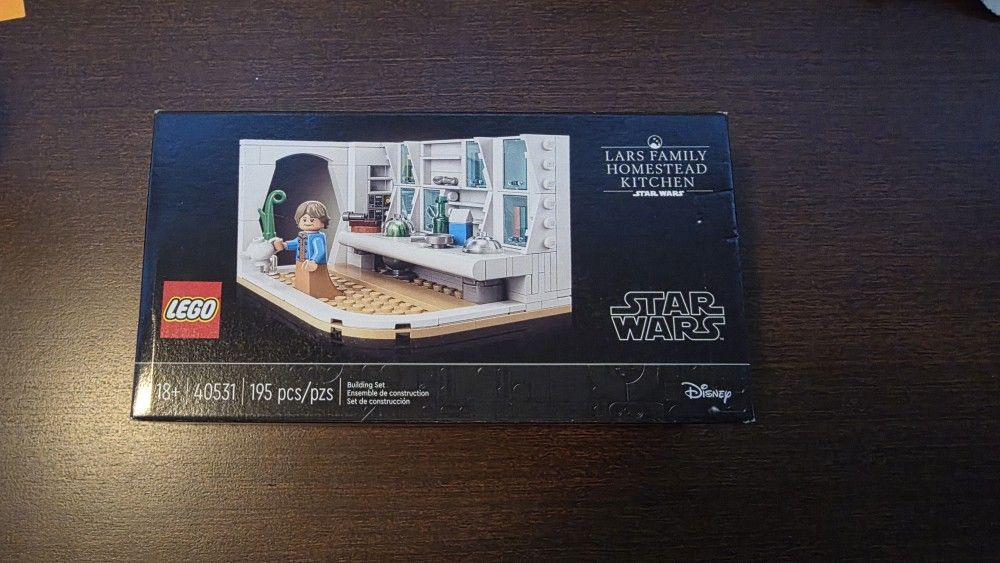 LARS FAMILY
HOMESTEAD
KITCHEN
STAR WARS
LEGO
STAR
WARS
18+ 40531 195 pcs/pzs
Building Set
Ensemble de construction
Set de construcción
Disney